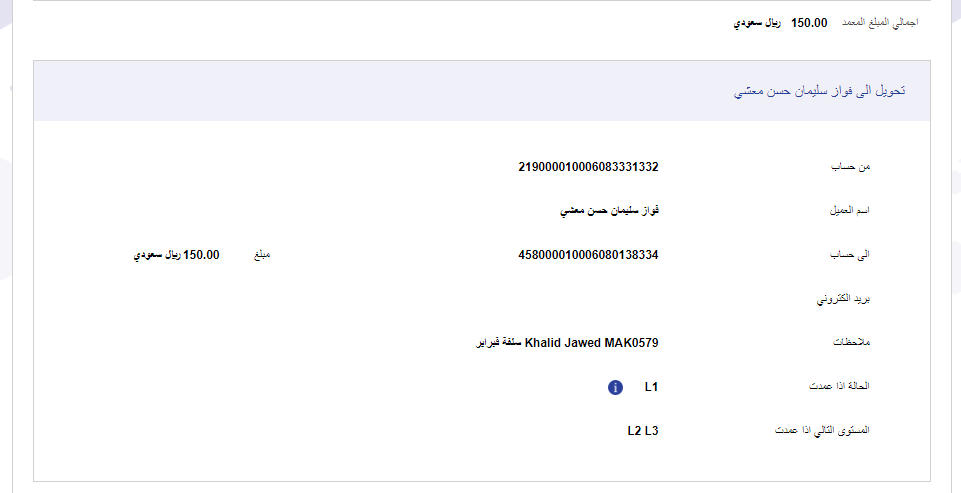 اجمالي المبلغ المعمد 150.00 ريال سعودي
تحويل الى فواز سليمان حسن معشي
من حساب 219000010006083331332
اسم العميل فواز سليمان حسن معشي
الى حساب 458000010006080138334 مبلغ 150.00 ريال سعودي
بريد الكتروني
ملاحظات Khalid Jawed MAK0579 سلفة فبراير
الحالة اذا عمدت L1
المستوى التالي اذا عمدت L2 L3